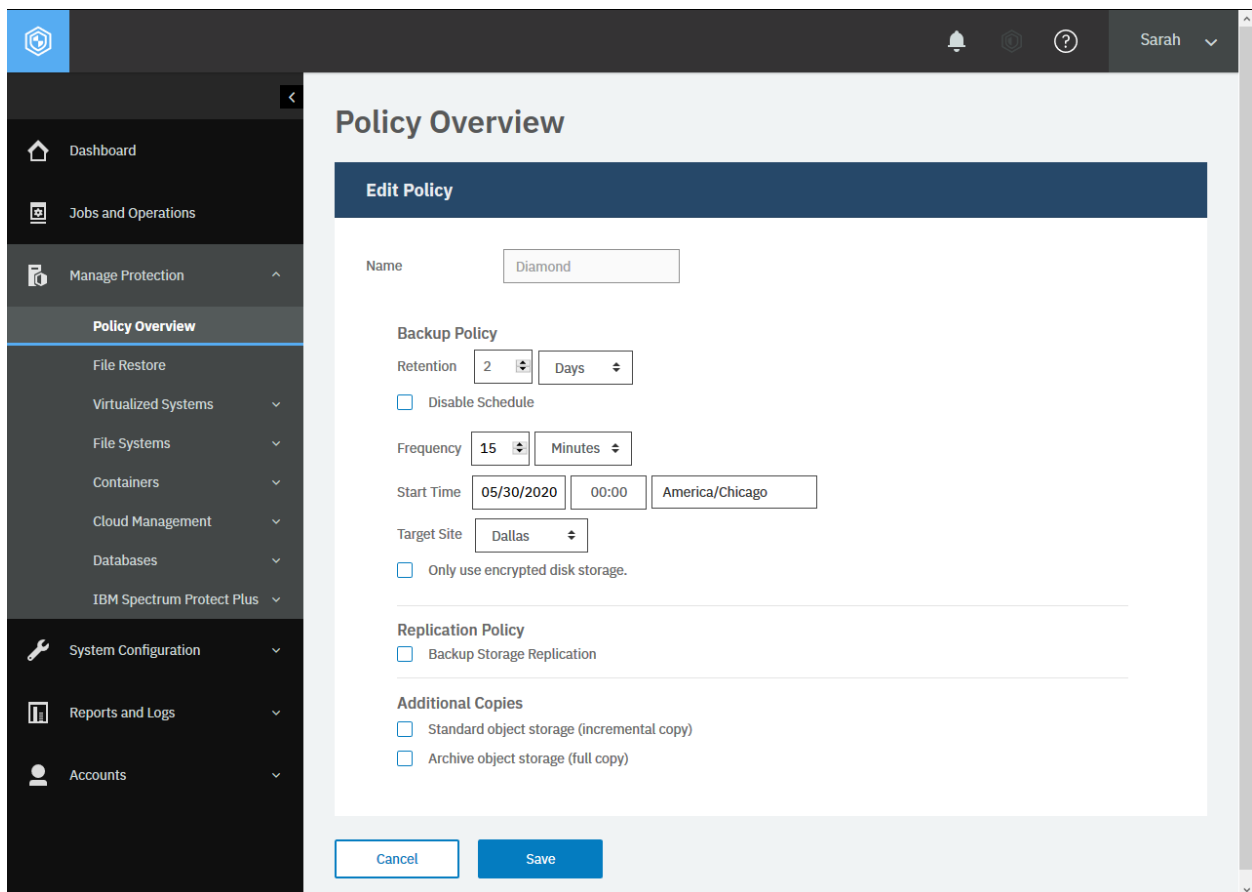 Sarah
Policy Overview
Dashboard
Jobs and Operations
Manage Protection
Policy Overview
File Restore
Virtualized Systems
File Systems
Containers
Cloud Management
Databases
IBM Spectrum Protect Plus
System Configuration
Reports and Logs
Accounts
Edit Policy
Name Diamond
Backup Policy
Retention 2 Days
Disable Schedule
Frequency 15 Minutes
Start Time 05/30/2020 00:00 America/Chicago
Target Site Dallas
Only use encrypted disk storage.
Replication Policy
Backup Storage Replication
Additional Copies
Standard object storage (incremental copy)
Archive object storage (full copy)
Cancel Save